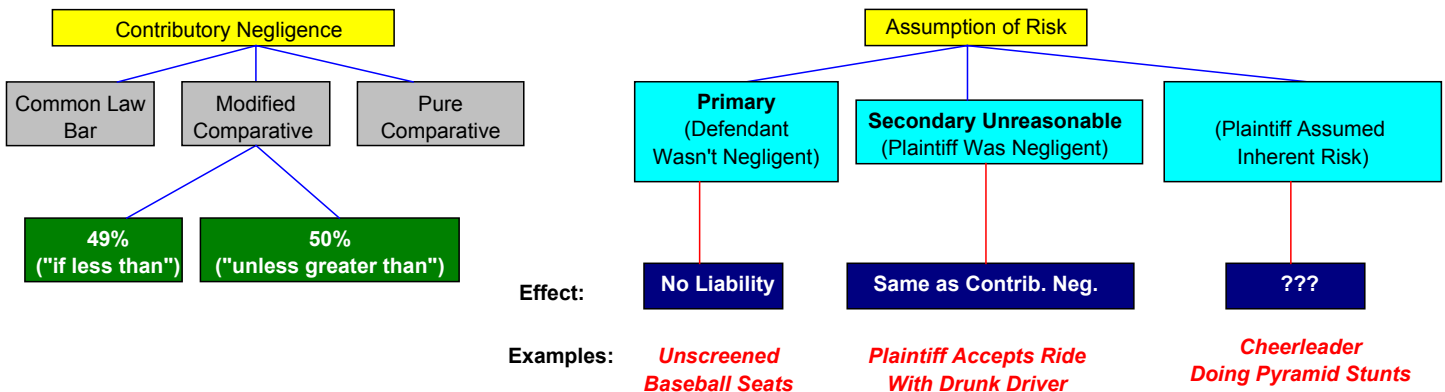 Contributory Negligence
Common Law
Bar
Modified
Comparative
Pure
Comparative
49%
("if less than")
50%
("unless greater than")
Assumption of Risk
Primary
(Defendant
Wasn't Negligent)
Secondary Unreasonable
(Plaintiff Was Negligent)
(Plaintiff Assumed
Inherent Risk)
Effect:
No Liability
Same as Contrib. Neg.
???
Examples:
Unscreened
Baseball Seats
Plaintiff Accepts Ride
With Drunk Driver
Cheerleader
Doing Pyramid Stunts